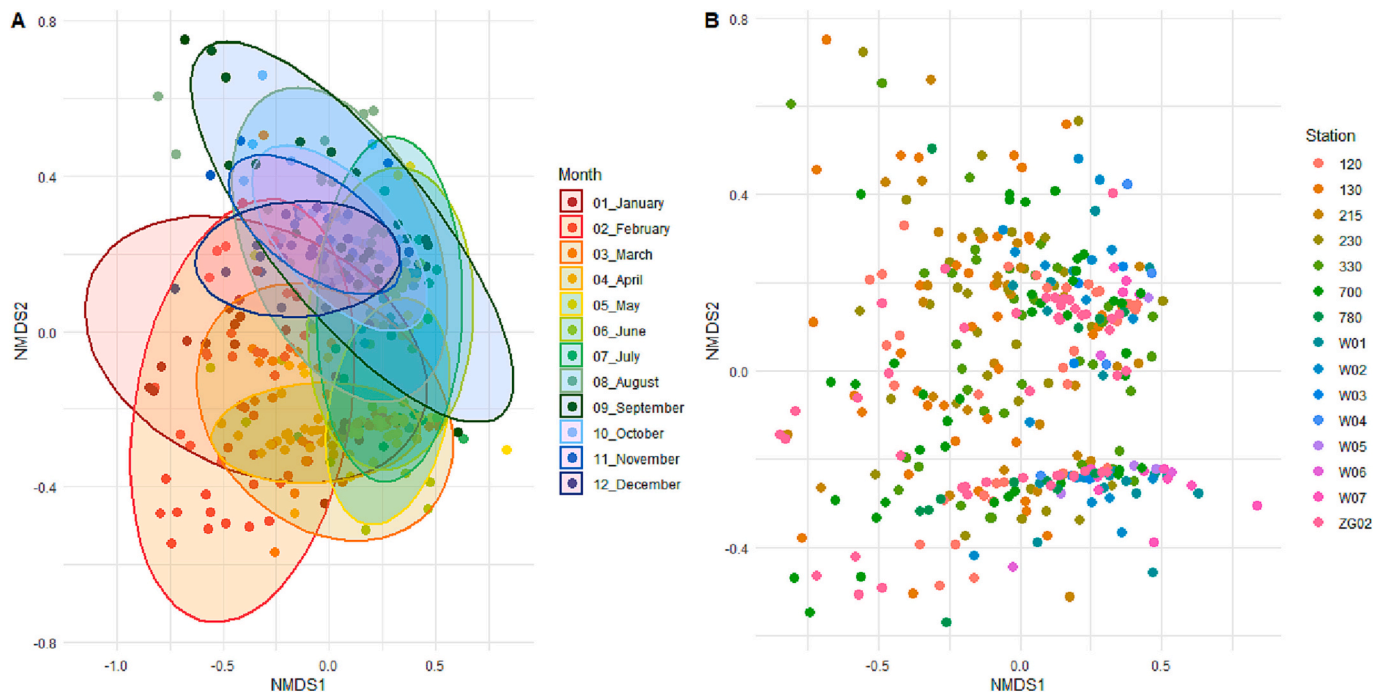 A
0.8
0.4
0.0
-0.4
-0.8
NMDS2
-1.0
-0.5
0.0
0.5
NMDS1
Month
01_January
02_February
03_March
04_April
05_May
06_June
07_July
08_August
09_September
10_October
11_November
12_December
B
0.8
0.4
0.0
-0.4
NMDS2
-0.5
0.0
0.5
NMDS1
Station
120
130
215
230
330
700
780
W01
W02
W03
W04
W05
W06
W07
ZG02